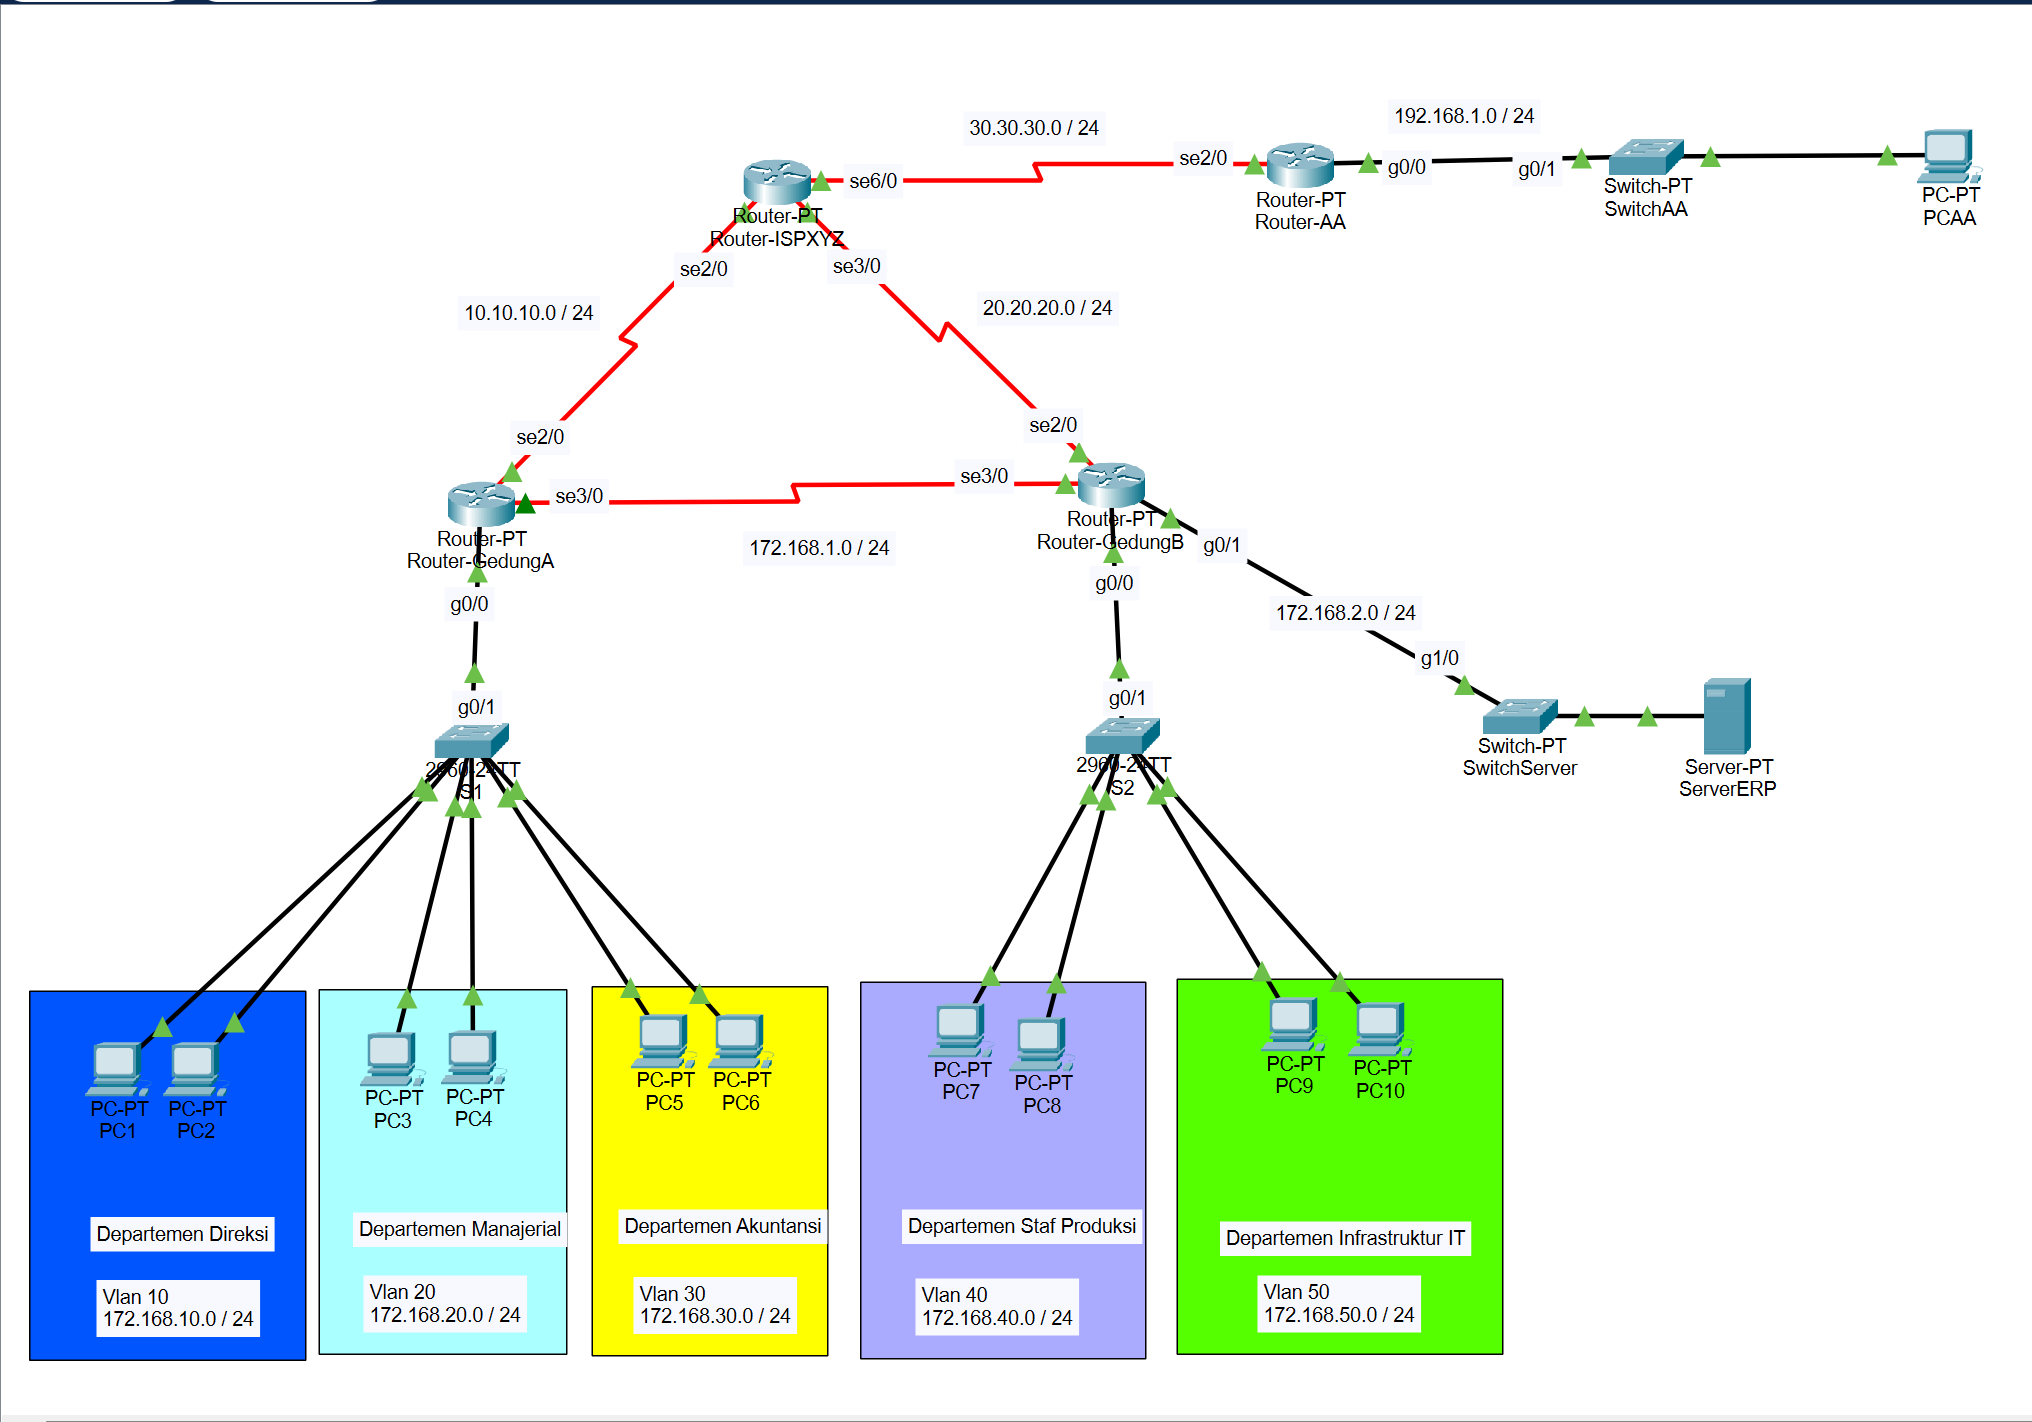 30.30.30.0 / 24
192.168.1.0 / 24
se6/0
se2/0
g0/0
g0/1
Router-PT
Router-ISPXYZ
Router-PT
Router-AA
Switch-PT
SwitchAA
PC-PT
PCAA
se2/0
se3/0
10.10.10.0 / 24
20.20.20.0 / 24
se2/0
se2/0
se3/0
se3/0
Router-PT
Router-GedungA
172.168.1.0 / 24
Router-PT
Router-GedungB
g0/1
g0/0
g0/0
172.168.2.0 / 24
g1/0
g0/1
g0/1
2960-24TT
S1
2960-24TT
S2
Switch-PT
SwitchServer
Server-PT
ServerERP
PC-PT
PC1
PC-PT
PC2
PC-PT
PC3
PC-PT
PC4
PC-PT
PC5
PC-PT
PC6
PC-PT
PC7
PC-PT
PC8
PC-PT
PC9
PC-PT
PC10
Departemen Direksi
Departemen Manajerial
Departemen Akuntansi
Departemen Staf Produksi
Departemen Infrastruktur IT
Vlan 10
172.168.10.0 / 24
Vlan 20
172.168.20.0 / 24
Vlan 30
172.168.30.0 / 24
Vlan 40
172.168.40.0 / 24
Vlan 50
172.168.50.0 / 24